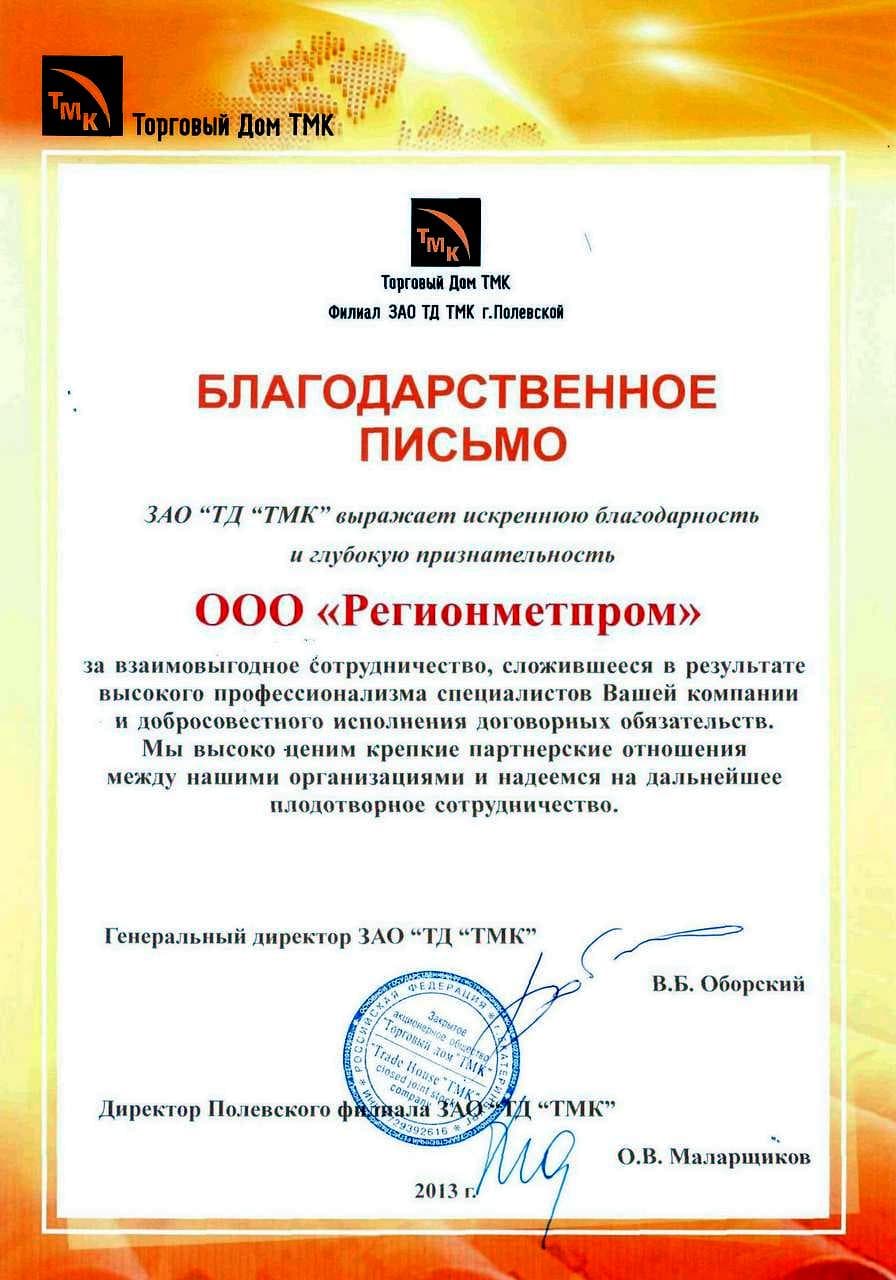 ТМК
Торговый Дом ТМК
ТМК
Торговый Дом ТМК
Филиал ЗАО ТД ТМК г.Полевской
БЛАГОДАРСТВЕННОЕ
ПИСЬМО
ЗАО “ТД “ТМК” выражает искреннюю благодарность
и глубокую признательность
ООО «Регионметпром»
за взаимовыгодное сотрудничество, сложившееся в результате
высокого профессионализма специалистов Вашей компании
и добросовестного исполнения договорных обязательств.
Мы высоко ценим крепкие партнерские отношения
между нашими организациями и надеемся на дальнейшее
плодотворное сотрудничество.
Генеральный директор ЗАО “ТД “ТМК”
В.Б. Оборский
РОССИЙСКАЯ ФЕДЕРАЦИЯ * г. ЕКАТЕРИНБУРГ
Закрытое
акционерное общество
"Торговый дом "ТМК"
"Trade House "TMK"
closed joint stock
company
Директор Полевского филиала ЗАО “ТД “ТМК”
О.В. Маларщиков
2013 г.